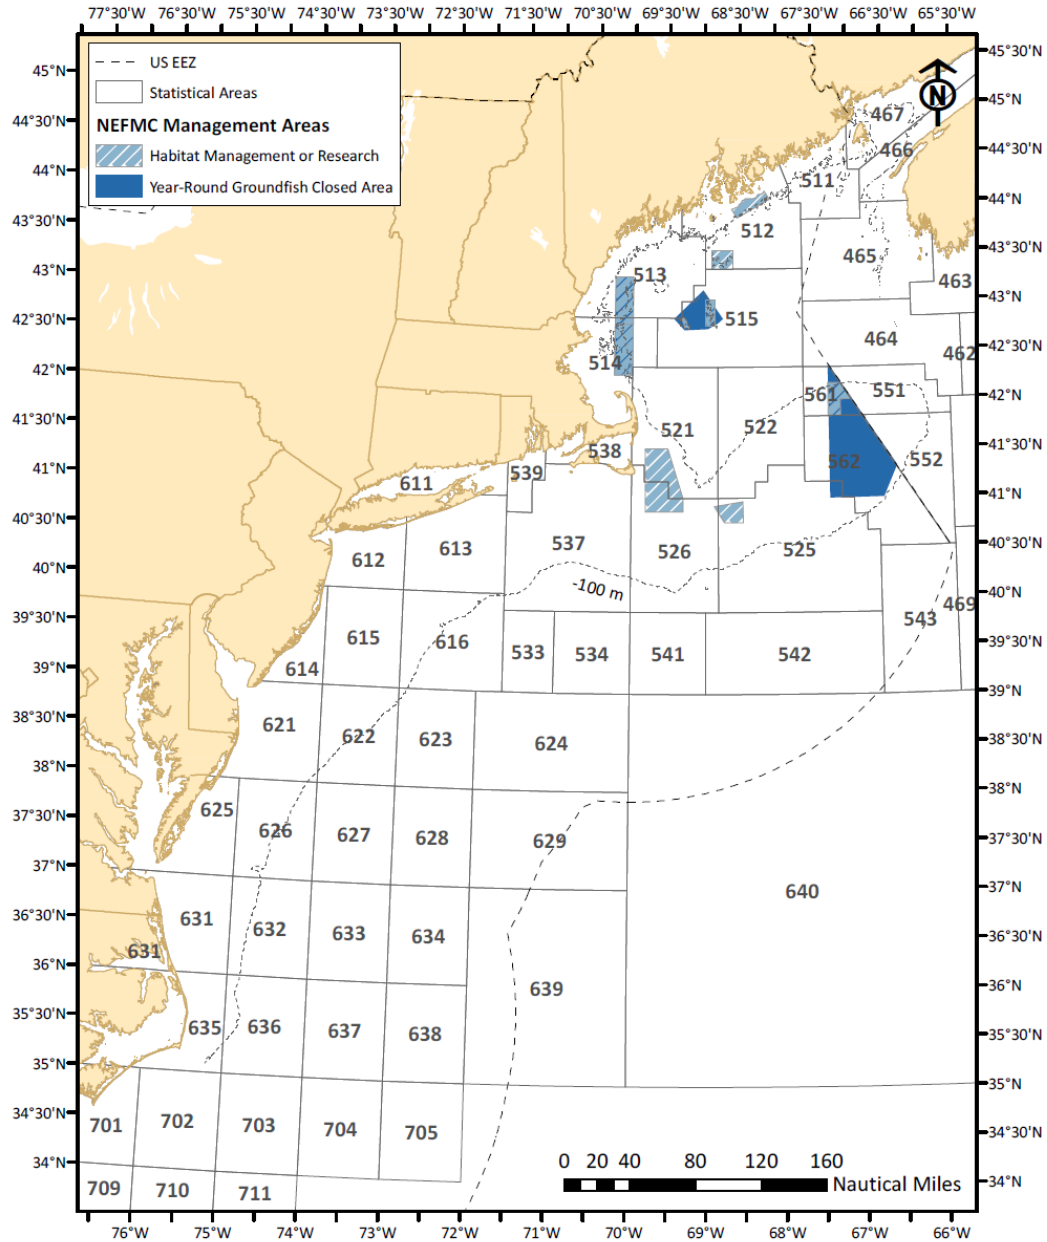 77°30'W 76°30'W 75°30'W 74°30'W 73°30'W 72°30'W 71°30'W 70°30'W 69°30'W 68°30'W 67°30'W 66°30'W 65°30'W
US EEZ
Statistical Areas
NEFMC Management Areas
Habitat Management or Research
Year-Round Groundfish Closed Area
N
45°N
44°30'N
44°N
43°30'N
43°N
42°30'N
42°N
41°30'N
41°N
40°30'N
40°N
39°30'N
39°N
38°30'N
38°N
37°30'N
37°N
36°30'N
36°N
35°30'N
35°N
34°30'N
34°N
45°30'N
45°N
44°30'N
44°N
43°30'N
43°N
42°30'N
42°N
41°30'N
41°N
40°30'N
40°N
39°30'N
39°N
38°30'N
38°N
37°30'N
37°N
36°30'N
36°N
35°30'N
35°N
34°30'N
34°N
467
466
511
512
465
513
463
515
464
462
514
561
551
521
522
538
562
552
539
611
537
526
525
612
613
-100 m
469
543
615
616
533
534
541
542
614
621
622
623
624
625
626
627
628
629
640
631
632
633
634
631
639
635
636
637
638
701
702
703
704
705
709
710
711
0 20 40 80 120 160
Nautical Miles
76°W 75°W 74°W 73°W 72°W 71°W 70°W 69°W 68°W 67°W 66°W